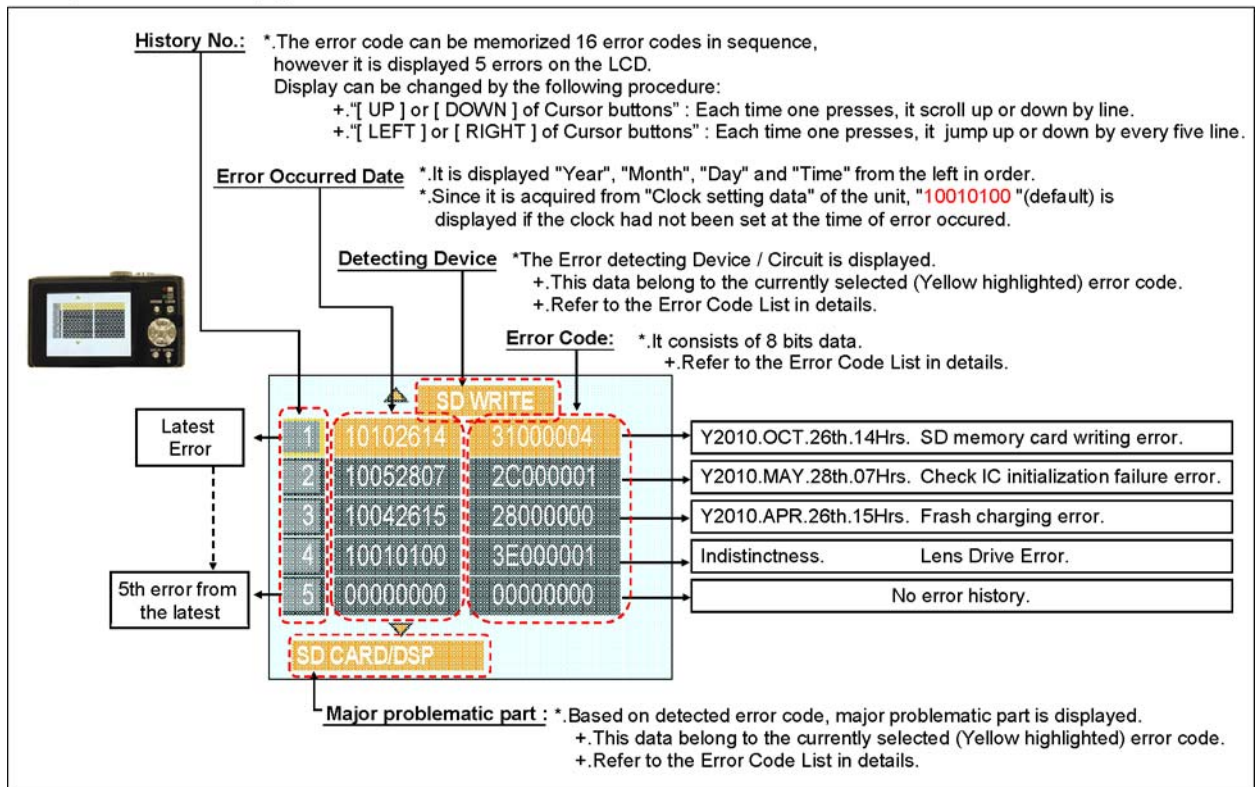 History No.: *.The error code can be memorized 16 error codes in sequence,
however it is displayed 5 errors on the LCD.
Display can be changed by the following procedure:
+."[ UP ] or [ DOWN ] of Cursor buttons" : Each time one presses, it scroll up or down by line.
+."[ LEFT ] or [ RIGHT ] of Cursor buttons" : Each time one presses, it jump up or down by every five line.
Error Occurred Date *.It is displayed "Year", "Month", "Day" and "Time" from the left in order.
*.Since it is acquired from "Clock setting data" of the unit, "10010100 "(default) is
displayed if the clock had not been set at the time of error occured.
Detecting Device *The Error detecting Device / Circuit is displayed.
+.This data belong to the currently selected (Yellow highlighted) error code.
+.Refer to the Error Code List in details.
Error Code: *.It consists of 8 bits data.
+.Refer to the Error Code List in details.
SD WRITE
Latest
Error
1 10102614 31000004 Y2010.OCT.26th.14Hrs. SD memory card writing error.
2 10052807 2C000001 Y2010.MAY.28th.07Hrs. Check IC initialization failure error.
3 10042615 28000000 Y2010.APR.26th.15Hrs. Frash charging error.
4 10010100 3E000001 Indistinctness. Lens Drive Error.
5th error from
the latest
5 00000000 00000000 No error history.
SD CARD/DSP
Major problematic part : *.Based on detected error code, major problematic part is displayed.
+.This data belong to the currently selected (Yellow highlighted) error code.
+.Refer to the Error Code List in details.